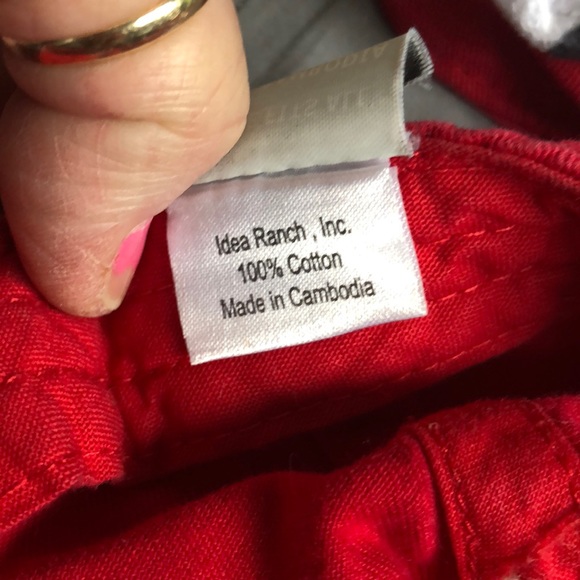 Idea Ranch , Inc.
100% Cotton
Made in Cambodia